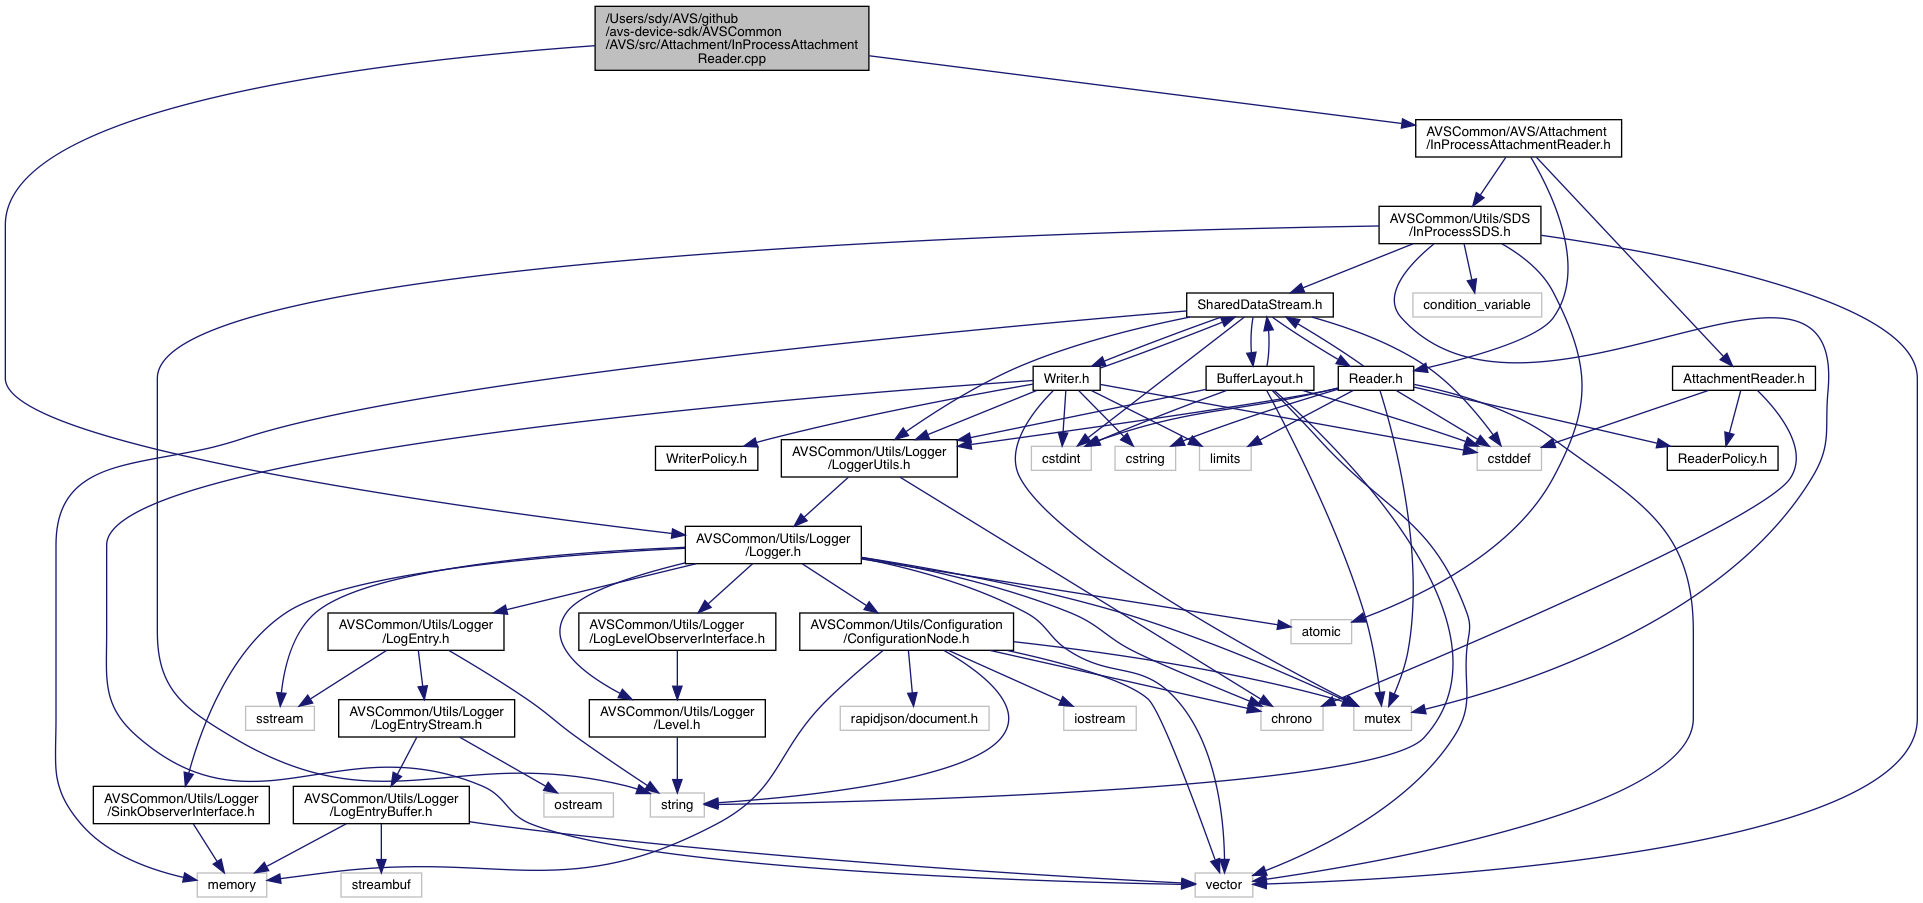 /Users/sdy/AVS/github
/avs-device-sdk/AVSCommon
/AVS/src/Attachment/InProcessAttachment
Reader.cpp
AVSCommon/AVS/Attachment
/InProcessAttachmentReader.h
AVSCommon/Utils/SDS
/InProcessSDS.h
SharedDataStream.h
condition_variable
Writer.h
BufferLayout.h
Reader.h
AttachmentReader.h
WriterPolicy.h
AVSCommon/Utils/Logger
/LoggerUtils.h
cstdint
cstring
limits
cstddef
ReaderPolicy.h
AVSCommon/Utils/Logger
/Logger.h
AVSCommon/Utils/Logger
/LogEntry.h
AVSCommon/Utils/Logger
/LogLevelObserverInterface.h
AVSCommon/Utils/Configuration
/ConfigurationNode.h
atomic
sstream
AVSCommon/Utils/Logger
/LogEntryStream.h
AVSCommon/Utils/Logger
/Level.h
rapidjson/document.h
iostream
chrono
mutex
AVSCommon/Utils/Logger
/SinkObserverInterface.h
AVSCommon/Utils/Logger
/LogEntryBuffer.h
ostream
string
memory
streambuf
vector